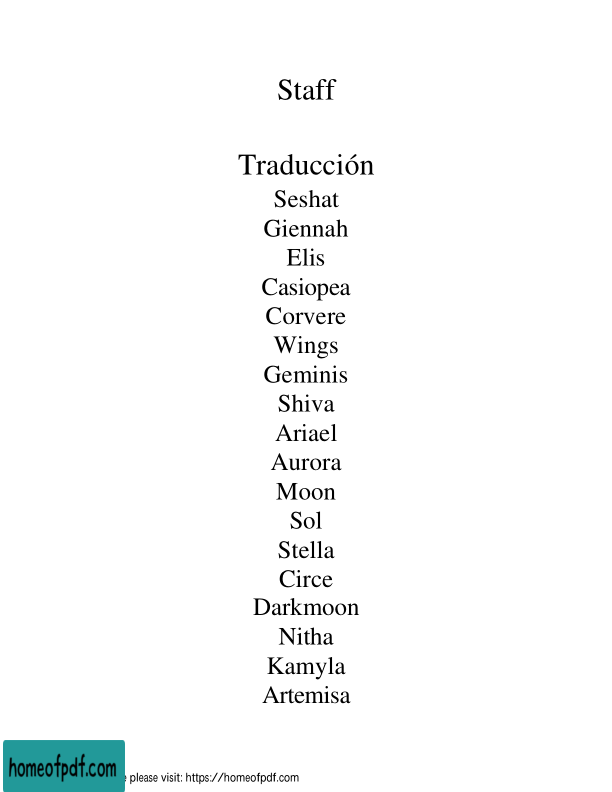 Staff
Traducción
Seshat
Giennah
Elis
Casiopea
Corvere
Wings
Geminis
Shiva
Ariael
Aurora
Moon
Sol
Stella
Circe
Darkmoon
Nitha
Kamyla
Artemisa
homeofpdf.com
please visit: https://homeofpdf.com